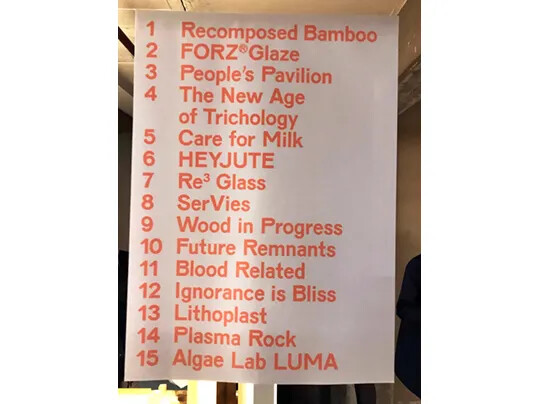 1 Recomposed Bamboo
2 FORZ®Glaze
3 People's Pavilion
4 The New Age
of Trichology
5 Care for Milk
6 HEYJUTE
7 Re³ Glass
8 SerVies
9 Wood in Progress
10 Future Remnants
11 Blood Related
12 Ignorance is Bliss
13 Lithoplast
14 Plasma Rock
15 Algae Lab LUMA